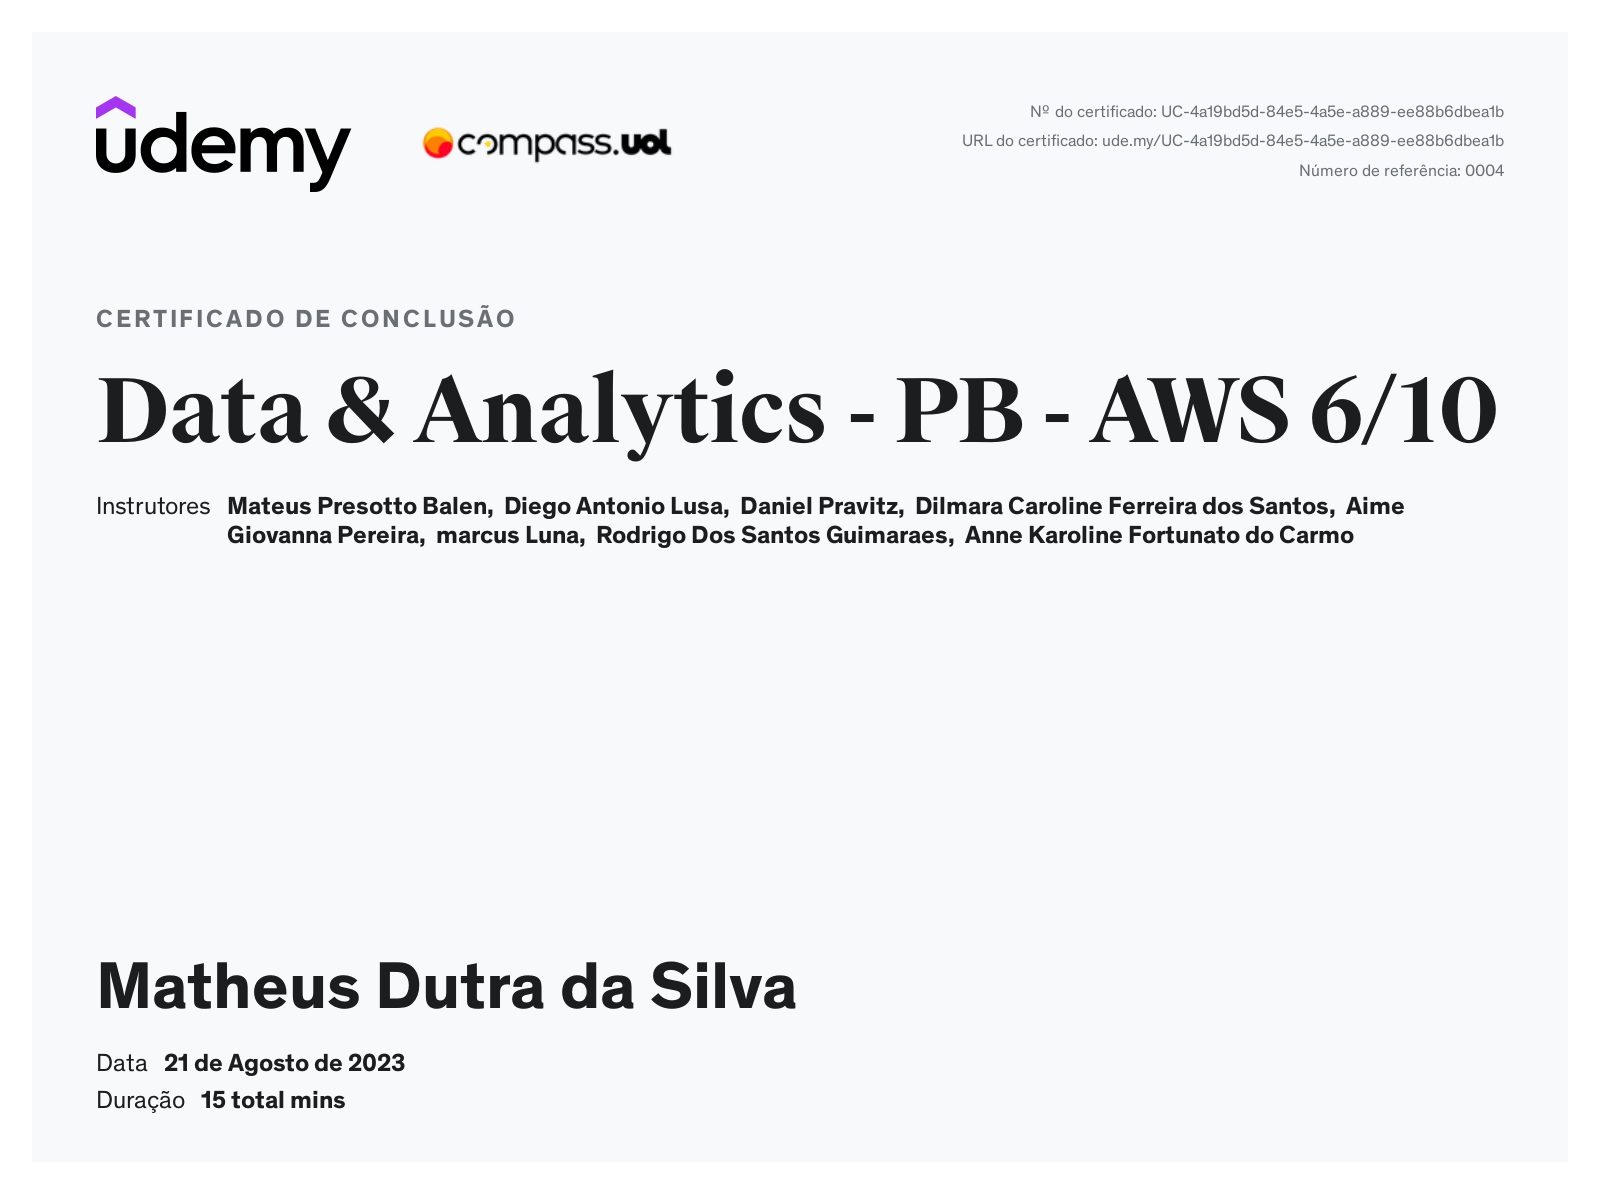 udemy
compass.uol
Nº do certificado: UC-4a19bd5d-84e5-4a5e-a889-ee88b6dbea1b
URL do certificado: ude.my/UC-4a19bd5d-84e5-4a5e-a889-ee88b6dbea1b
Número de referência: 0004
CERTIFICADO DE CONCLUSÃO
Data & Analytics - PB - AWS 6/10
Instrutores Mateus Presotto Balen, Diego Antonio Lusa, Daniel Pravitz, Dilmara Caroline Ferreira dos Santos, Aime
Giovanna Pereira, marcus Luna, Rodrigo Dos Santos Guimaraes, Anne Karoline Fortunato do Carmo
Matheus Dutra da Silva
Data 21 de Agosto de 2023
Duração 15 total mins